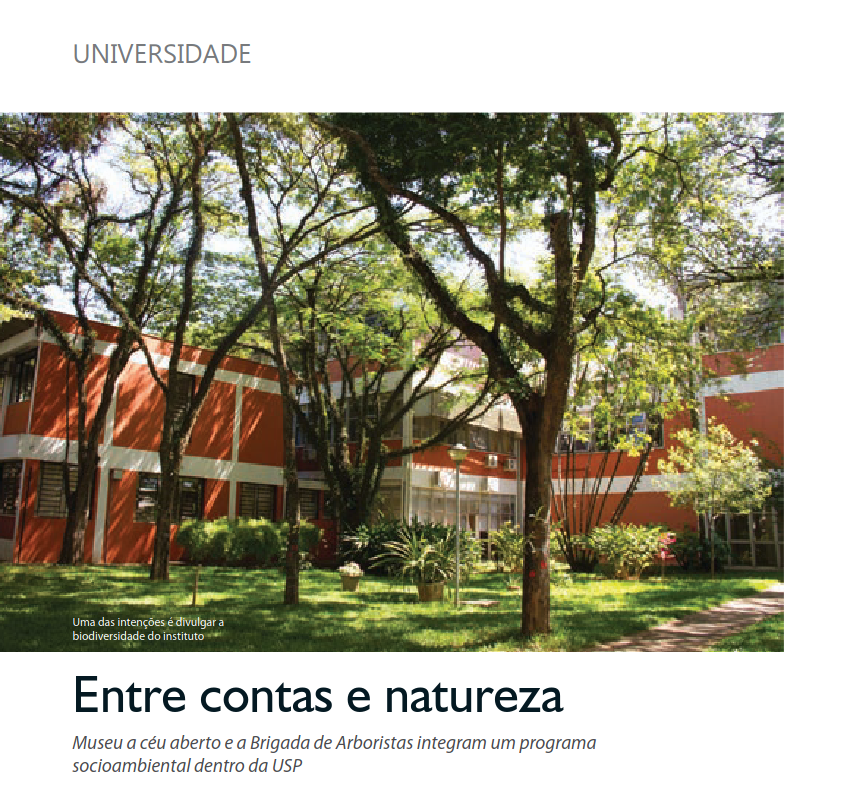 UNIVERSIDADE
Uma das intenções é divulgar a
biodiversidade do instituto
Entre contas e natureza
Museu a céu aberto e a Brigada de Arboristas integram um programa
socioambiental dentro da USP